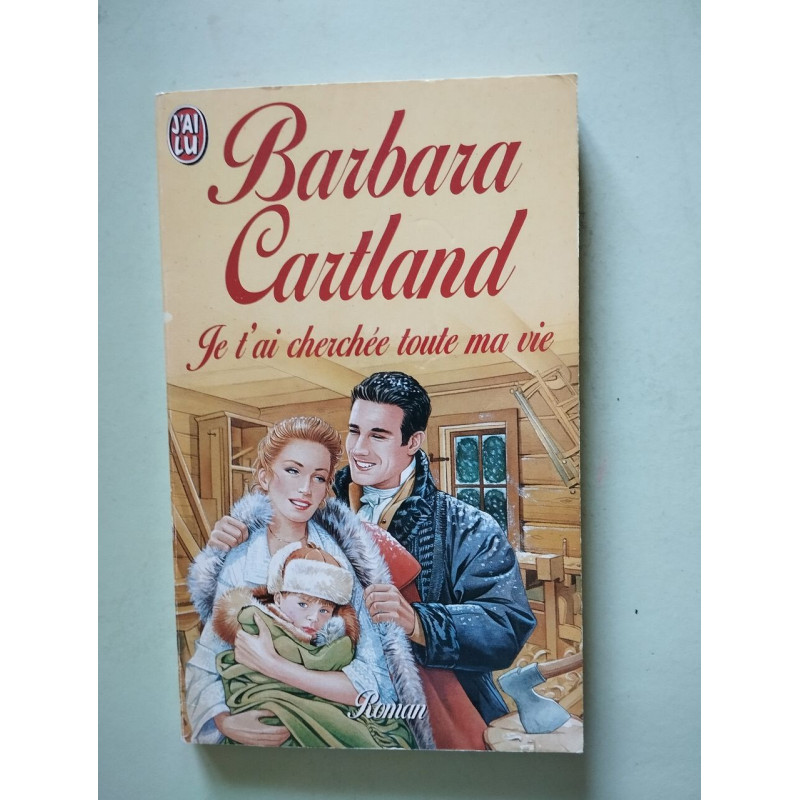 J'AI
LU
Barbara
Cartland
Je t'ai cherchée toute ma vie
Roman